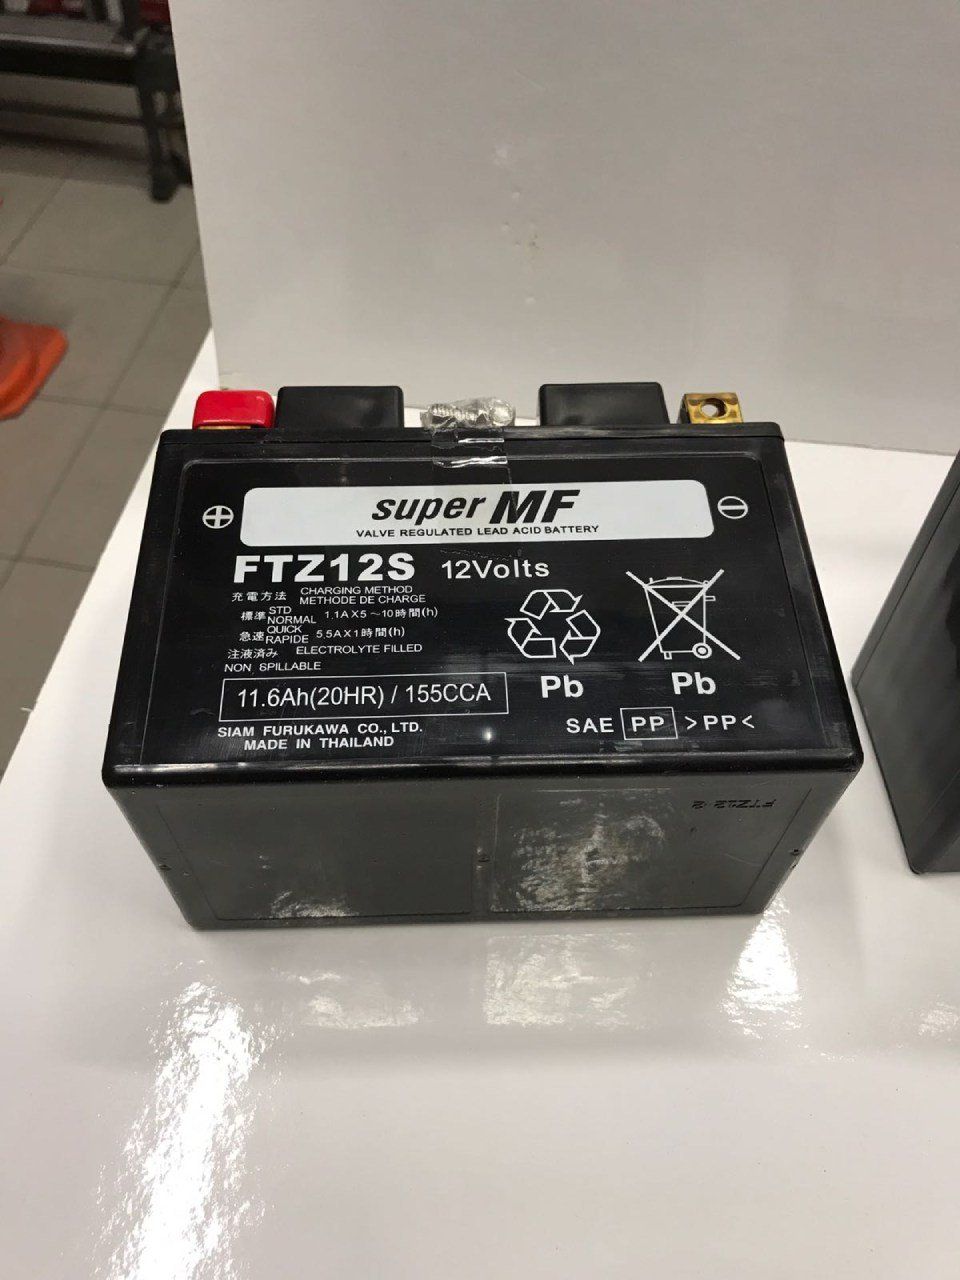 super MF
VALVE REGULATED LEAD ACID BATTERY
FTZ12S 12Volts
充電方法 CHARGING METHOD
METHODE DE CHARGE
標準 STD NORMAL 1,1A X 5～10時間(h)
急速 QUICK RAPIDE 5,5A X 1時間(h)
注液済み ELECTROLYTE FILLED
NON SPILLABLE
11.6Ah(20HR) / 155CCA
SIAM FURUKAWA CO., LTD.
MADE IN THAILAND
Pb
Pb
SAE PP >PP<